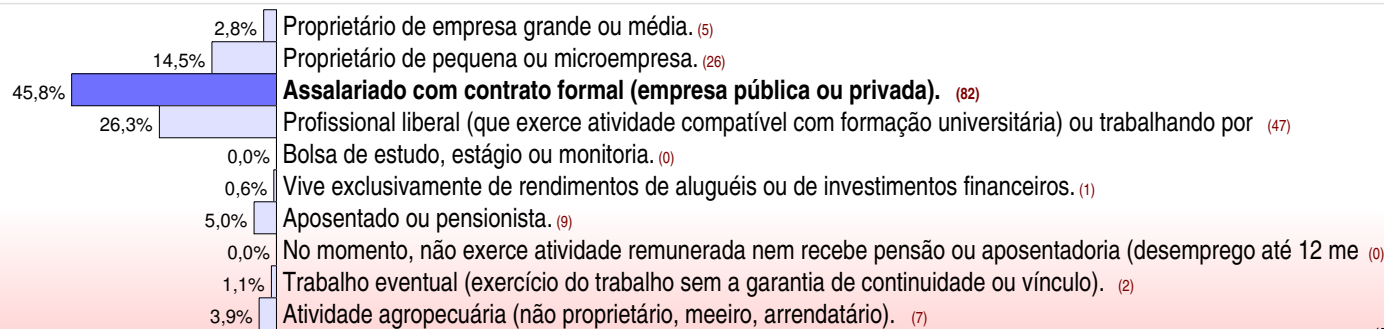 2,8% Proprietário de empresa grande ou média. (5)
14,5% Proprietário de pequena ou microempresa. (26)
45,8% Assalariado com contrato formal (empresa pública ou privada). (82)
26,3% Profissional liberal (que exerce atividade compatível com formação universitária) ou trabalhando por (47)
0,0% Bolsa de estudo, estágio ou monitoria. (0)
0,6% Vive exclusivamente de rendimentos de aluguéis ou de investimentos financeiros. (1)
5,0% Aposentado ou pensionista. (9)
0,0% No momento, não exerce atividade remunerada nem recebe pensão ou aposentadoria (desemprego até 12 me (0)
1,1% Trabalho eventual (exercício do trabalho sem a garantia de continuidade ou vínculo). (2)
3,9% Atividade agropecuária (não proprietário, meeiro, arrendatário). (7)